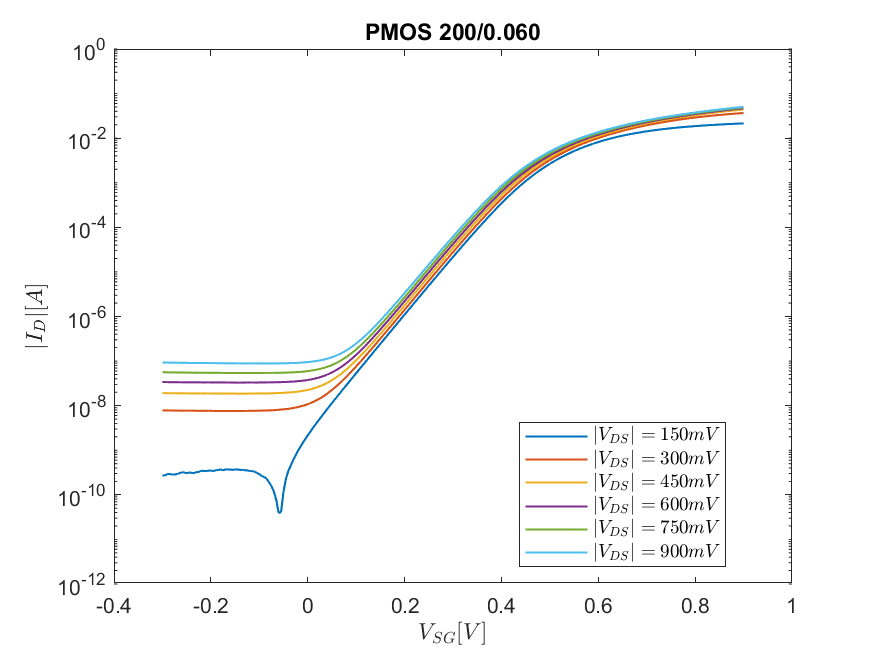 PMOS 200/0.060
10^0
10^-2
10^-4
10^-6
10^-8
10^-10
10^-12
|I_D|[A]
-0.4 -0.2 0 0.2 0.4 0.6 0.8 1
V_SG[V]
|V_DS| = 150mV
|V_DS| = 300mV
|V_DS| = 450mV
|V_DS| = 600mV
|V_DS| = 750mV
|V_DS| = 900mV